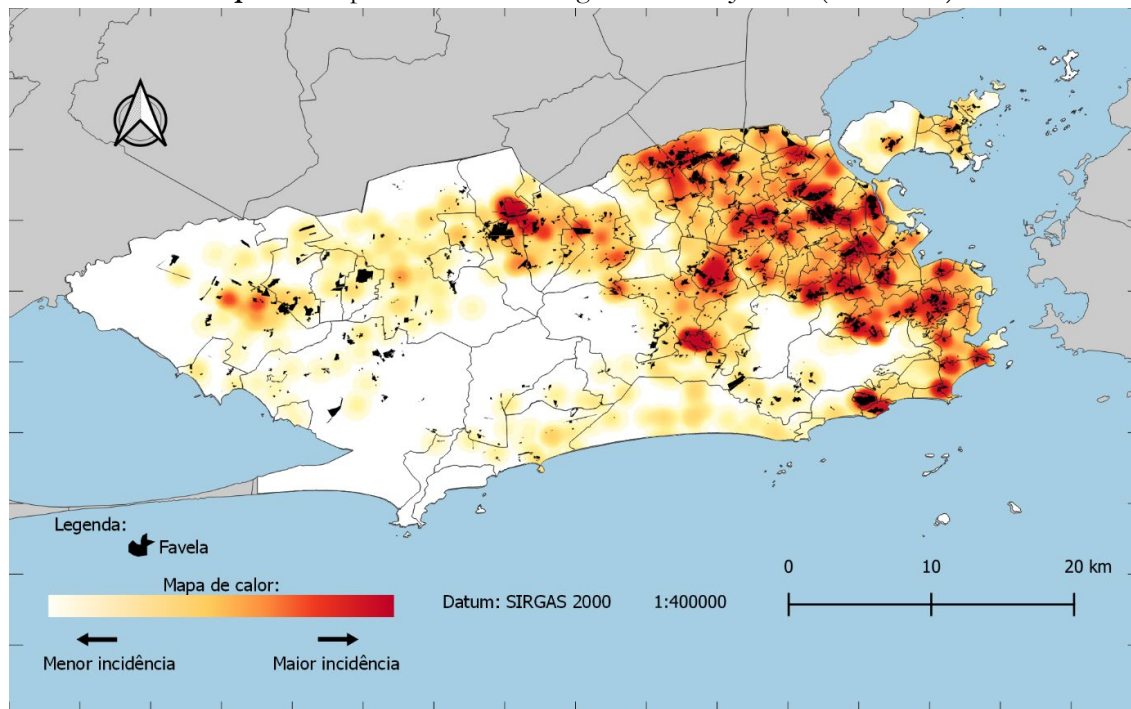 Legenda:
Favela
Mapa de calor:
Menor incidência
Maior incidência
Datum: SIRGAS 2000 1:400000
0 10 20 km